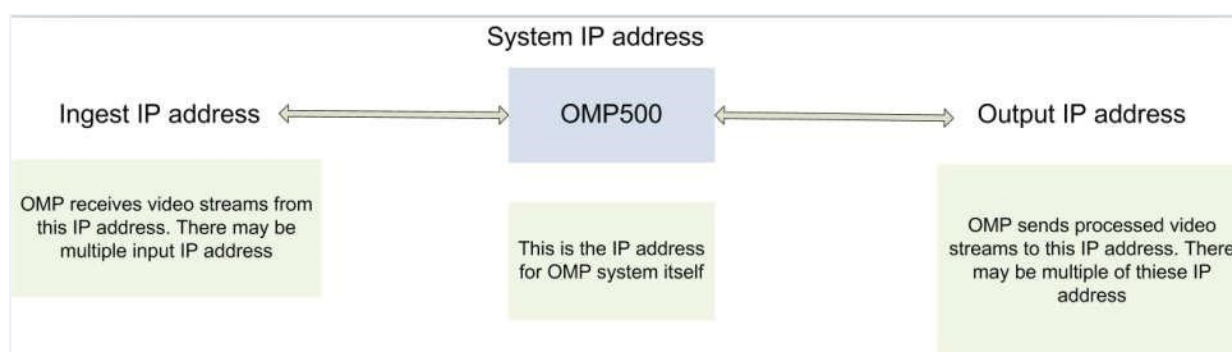 System IP address
Ingest IP address
OMP500
Output IP address
OMP receives video streams from
this IP address. There may be
multiple input IP address
This is the IP address
for OMP system itself
OMP sends processed video
streams to this IP address. There
may be multiple of thiese IP
address